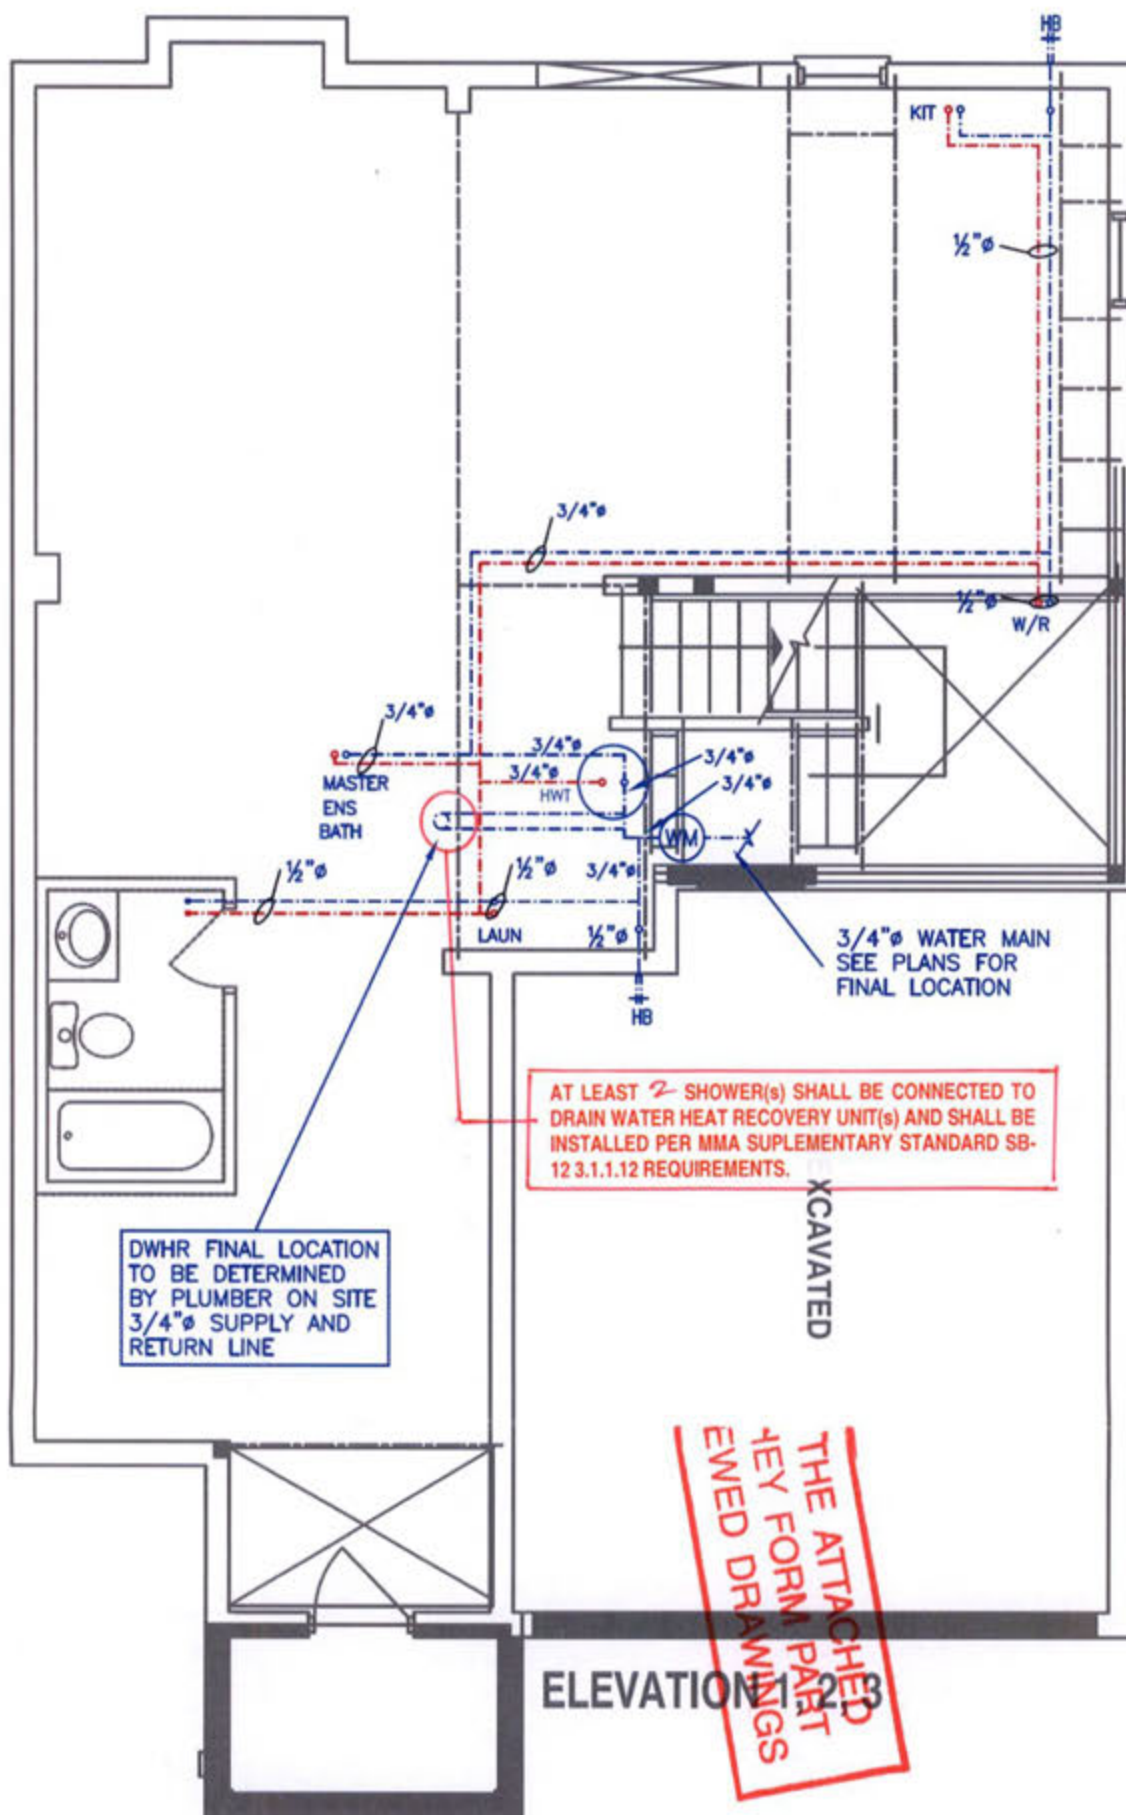 HB
KIT
½"ø
3/4"ø
½"ø
W/R
3/4"ø
3/4"ø
3/4"ø
3/4"ø
3/4"ø
HWT
MASTER
ENS
BATH
WM
½"ø
½"ø
3/4"ø
LAUN
½"ø
HB
3/4"ø WATER MAIN
SEE PLANS FOR
FINAL LOCATION
AT LEAST 2 SHOWER(s) SHALL BE CONNECTED TO
DRAIN WATER HEAT RECOVERY UNIT(s) AND SHALL BE
INSTALLED PER MMA SUPLEMENTARY STANDARD SB-
12 3.1.1.12 REQUIREMENTS.
EXCAVATED
DWHR FINAL LOCATION
TO BE DETERMINED
BY PLUMBER ON SITE
3/4"ø SUPPLY AND
RETURN LINE
THE ATTACHED
HEY FORM PART
EWED DRAWINGS
ELEVATION 1, 2, 3